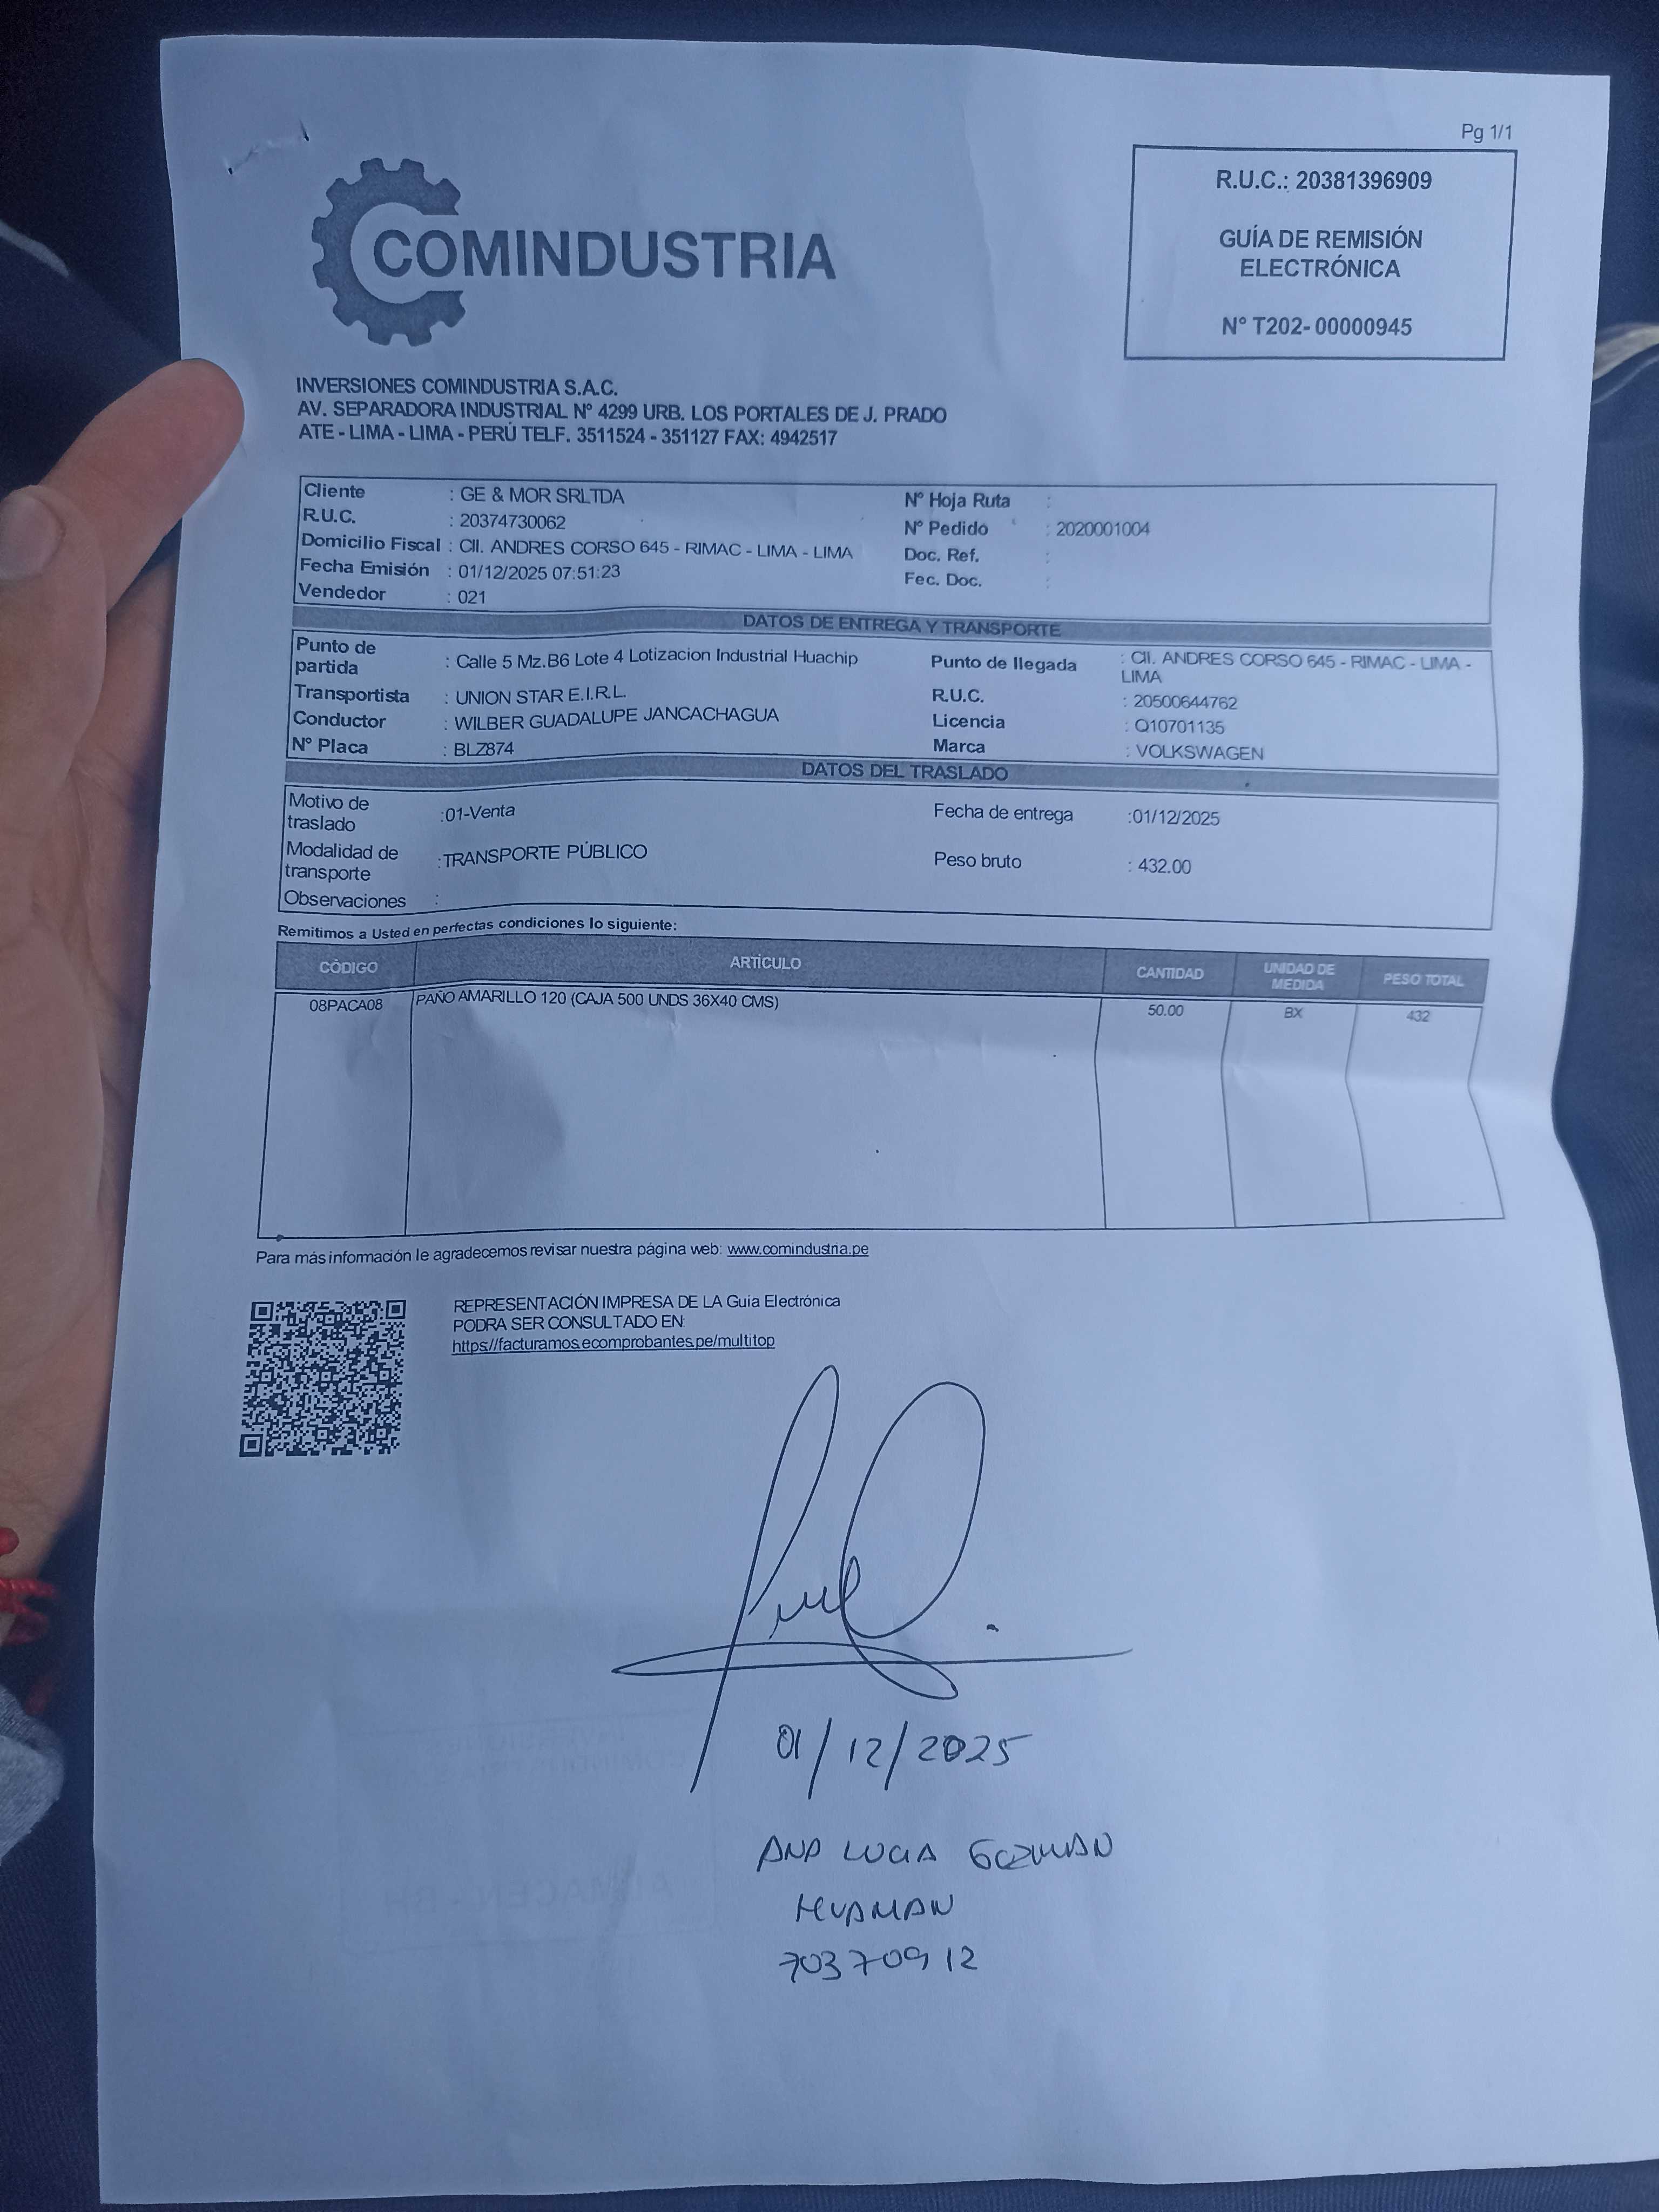 Pg 1/1
R.U.C.: 20381396909
GUÍA DE REMISIÓN
ELECTRÓNICA
Nº T202- 00000945
COMINDUSTRIA
INVERSIONES COMINDUSTRIA S.A.C.
AV. SEPARADORA INDUSTRIAL Nº 4299 URB. LOS PORTALES DE J. PRADO
ATE - LIMA - LIMA - PERÚ TELF. 3511524 - 351127 FAX: 4942517
Cliente : GE & MOR SRLTDA
R.U.C. : 20374730062
Domicilio Fiscal : Cll. ANDRES CORSO 645 - RIMAC - LIMA - LIMA
Fecha Emisión : 01/12/2025 07:51:23
Vendedor : 021
Nº Hoja Ruta :
Nº Pedido : 2020001004
Doc. Ref. :
Fec. Doc. :
DATOS DE ENTREGA Y TRANSPORTE
Punto de partida : Calle 5 Mz.B6 Lote 4 Lotizacion Industrial Huachip
Transportista : UNION STAR E.I.R.L.
Conductor : WILBER GUADALUPE JANCACHAGUA
Nº Placa : BLZ874
Punto de llegada : Cll. ANDRES CORSO 645 - RIMAC - LIMA -
LIMA
R.U.C. : 20500644762
Licencia : Q10701135
Marca : VOLKSWAGEN
DATOS DEL TRASLADO
Motivo de traslado :01-Venta
Fecha de entrega :01/12/2025
Modalidad de transporte :TRANSPORTE PÚBLICO
Peso bruto : 432.00
Observaciones :
Remitimos a Usted en perfectas condiciones lo siguiente:
CÓDIGO ARTÍCULO CANTIDAD UNIDAD DE MEDIDA PESO TOTAL
08PACA08 PAÑO AMARILLO 120 (CAJA 500 UNDS 36X40 CMS) 50.00 BX 432
Para más información le agradecemos revisar nuestra página web: www.comindustria.pe
REPRESENTACIÓN IMPRESA DE LA Guia Electrónica
PODRA SER CONSULTADO EN:
https://facturamos.ecomprobantes.pe/multitop
01/12/2025
ANA LUCIA GUZMAN
HUAMAN
70370912